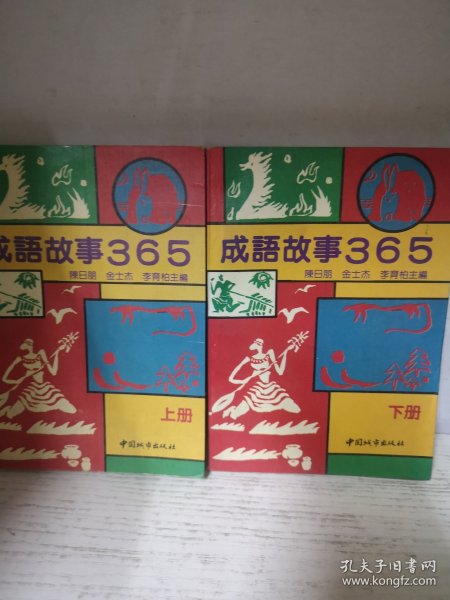 成語故事365
陳日朋 金士杰 李育柏主編
上册
中国城市出版社
成語故事365
陳日朋 金士杰 李育柏主編
下册
中国城市出版社
孔夫子旧书网
www.kongfz.com